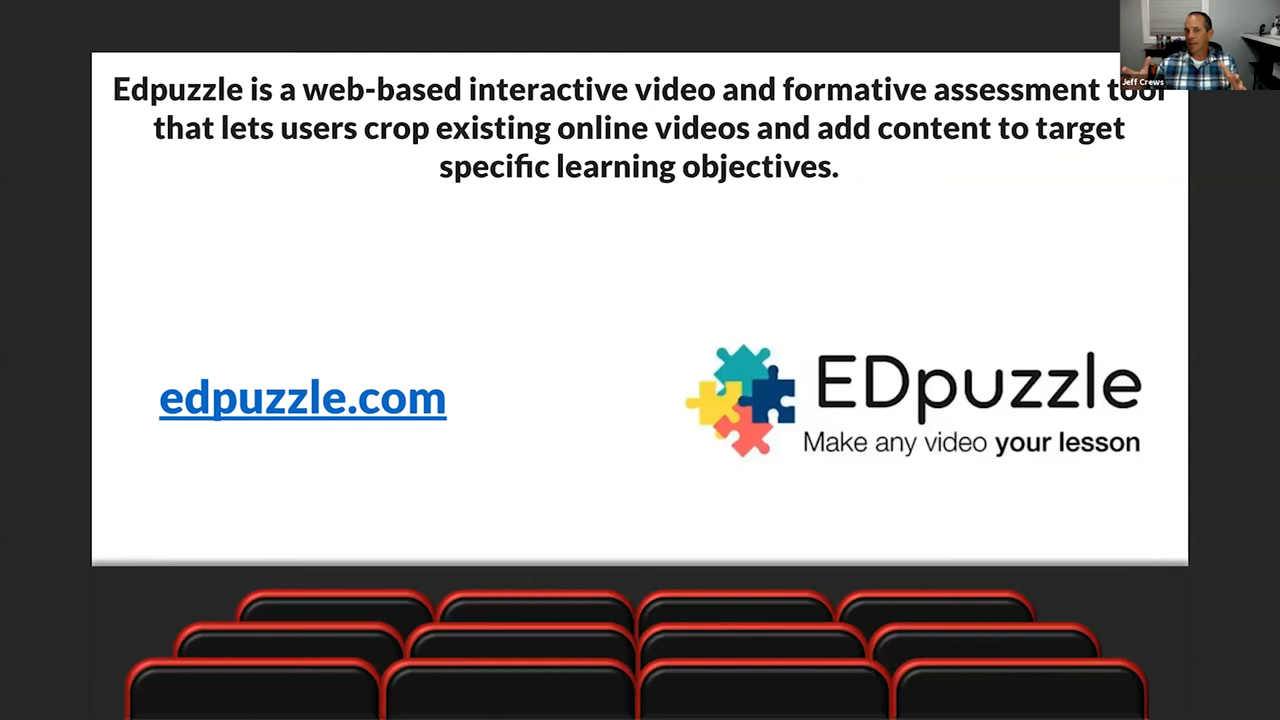 Edpuzzle is a web-based interactive video and formative assessment tool
that lets users crop existing online videos and add content to target
specific learning objectives.
edpuzzle.com
EDpuzzle
Make any video your lesson
Jeff Crews